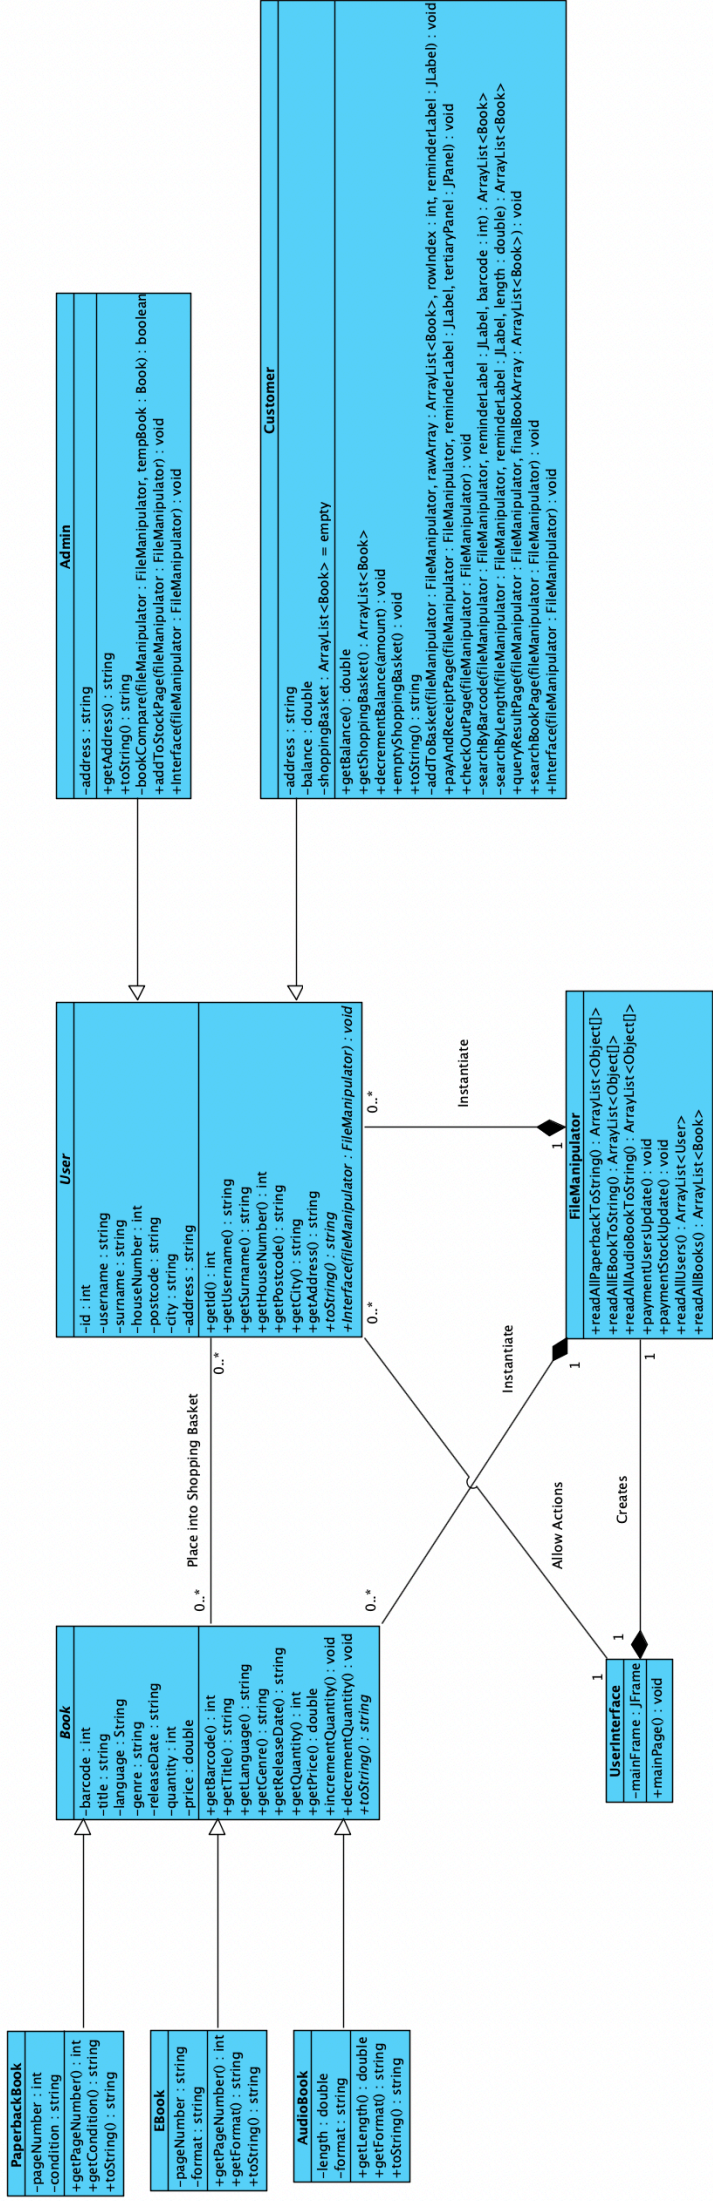 PaperbackBook
-pageNumber : int
-condition : string
+getPageNumber() : int
+getCondition() : string
+toString() : string
EBook
-pageNumber : string
-format : string
+getPageNumber() : int
+getFormat() : string
+toString() : string
AudioBook
-length : double
-format : string
+getLength() : double
+getFormat() : string
+toString() : string
Book
-barcode : int
-title : string
-language : String
-genre : string
-releaseDate : string
-quantity : int
-price : double
+getBarcode() : int
+getTitle() : string
+getLanguage() : string
+getGenre() : string
+getReleaseDate() : string
+getQuantity() : int
+getPrice() : double
+incrementQuantity() : void
+decrementQuantity() : void
+toString() : string
0..*
Place into Shopping Basket
0..*
0..*
User
-id : int
-username : string
-surname : string
-houseNumber : int
-postcode : string
-city : string
-address : string
+getId() : int
+getUsername() : string
+getSurname() : string
+getHouseNumber() : int
+getPostcode() : string
+getCity() : string
+getAddress() : string
+toString() : string
+Interface(fileManipulator : FileManipulator) : void
0..*
0..*
Admin
-address : string
+getAddress() : string
+toString() : string
-bookCompare(fileManipulator : FileManipulator, tempBook : Book) : boolean
+addToStockPage(fileManipulator : FileManipulator) : void
+Interface(fileManipulator : FileManipulator) : void
Customer
-address : string
-balance : double
-shoppingBasket : ArrayList<Book> = empty
+getBalance() : double
+getShoppingBasket() : ArrayList<Book>
+decrementBalance(amount) : void
+emptyShoppingBasket() : void
+toString() : string
-addToBasket(fileManipulator : FileManipulator, rawArray : ArrayList<Book>, rowIndex : int, reminderLabel : JLabel) : void
+payAndReceiptPage(fileManipulator : FileManipulator, reminderLabel : JLabel, tertiaryPanel : JPanel) : void
+checkOutPage(fileManipulator : FileManipulator) : void
-searchByBarcode(fileManipulator : FileManipulator, reminderLabel : JLabel, barcode : int) : ArrayList<Book>
-searchByLength(fileManipulator : FileManipulator, reminderLabel : JLabel, length : double) : ArrayList<Book>
+queryResultPage(fileManipulator : FileManipulator, finalBookArray : ArrayList<Book>) : void
+searchBookPage(fileManipulator : FileManipulator) : void
+Interface(fileManipulator : FileManipulator) : void
Instantiate
Instantiate
Allow Actions
Creates
1
1
1
1
1
UserInterface
-mainFrame : JFrame
+mainPage() : void
FileManipulator
+readAllPaperbackToString() : ArrayList<Object[]>
+readAllEBookToString() : ArrayList<Object[]>
+readAllAudioBookToString() : ArrayList<Object[]>
+paymentUsersUpdate() : void
+paymentStockUpdate() : void
+readAllUsers() : ArrayList<User>
+readAllBooks() : ArrayList<Book>